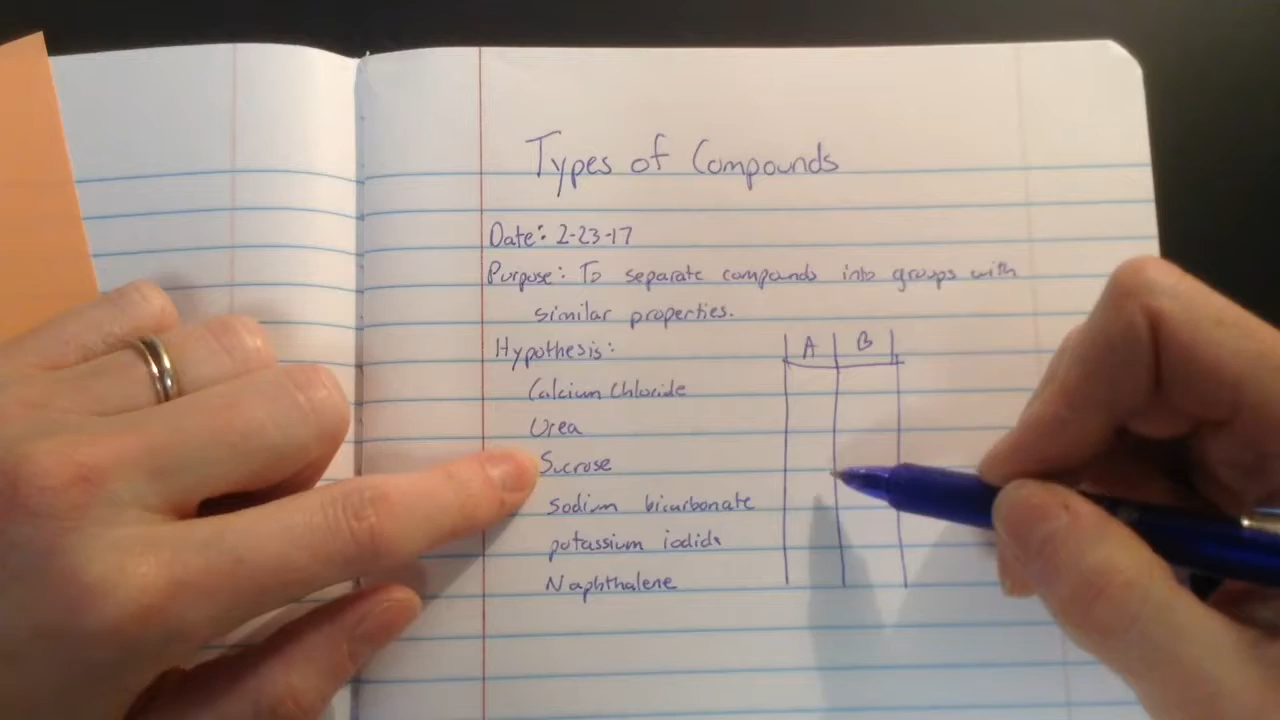 Types of Compounds
Date: 2-23-17
Purpose: To separate compounds into groups with
similar properties.
Hypothesis:
A B
Calcium Chloride
Urea
Sucrose
sodium bicarbonate
potassium iodide
Naphthalene